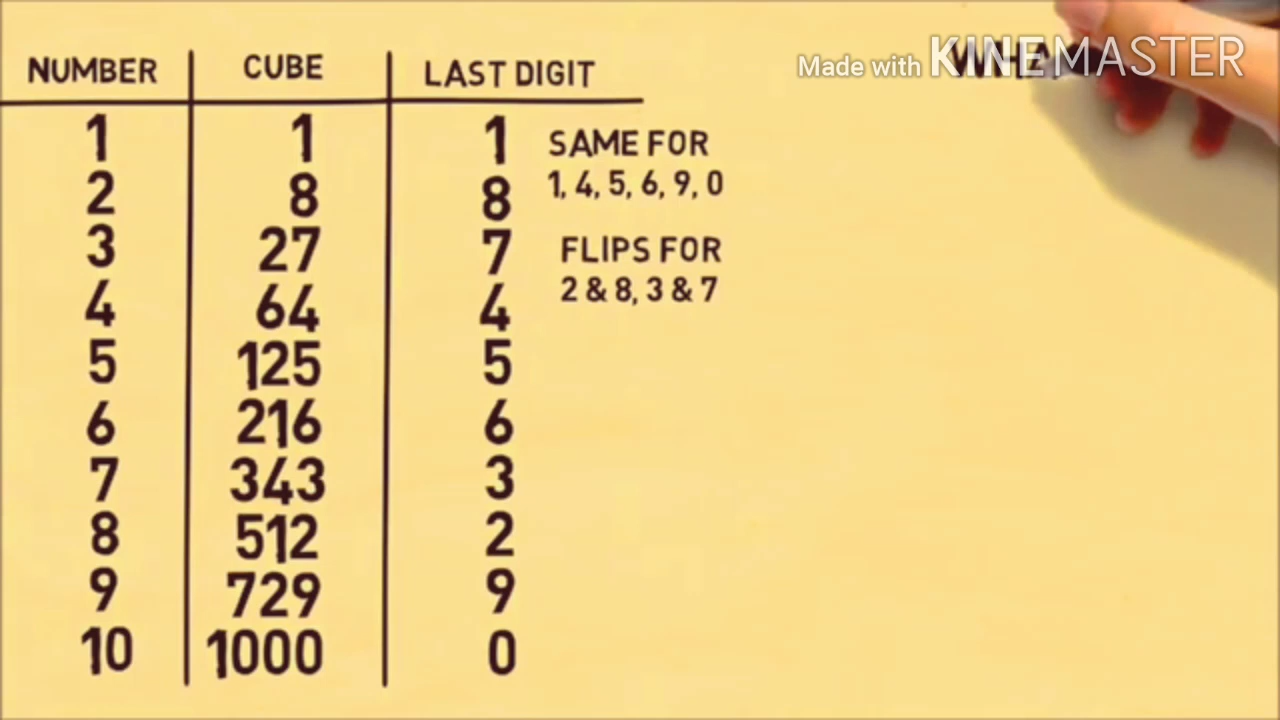 NUMBER CUBE LAST DIGIT
1 1 1
2 8 8
3 27 7
4 64 4
5 125 5
6 216 6
7 343 3
8 512 2
9 729 9
10 1000 0
SAME FOR
1, 4, 5, 6, 9, 0
FLIPS FOR
2 & 8, 3 & 7
Made with KINEMASTER